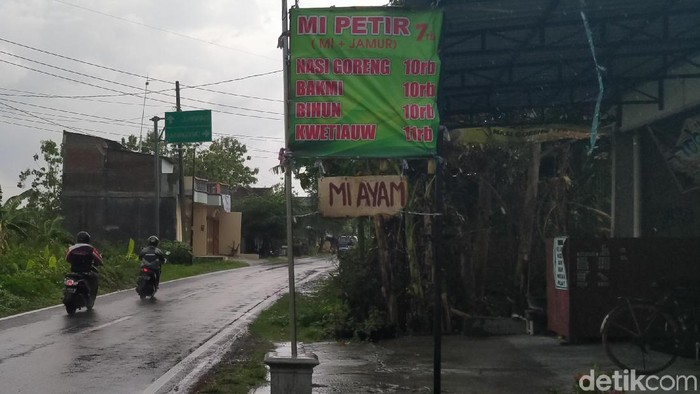 MI PETIR 7rb
( MI + JAMUR)
NASI GORENG 10rb
BAKMI 10rb
BIHUN 10rb
KWETIAUW 11rb
MI AYAM
detikcom